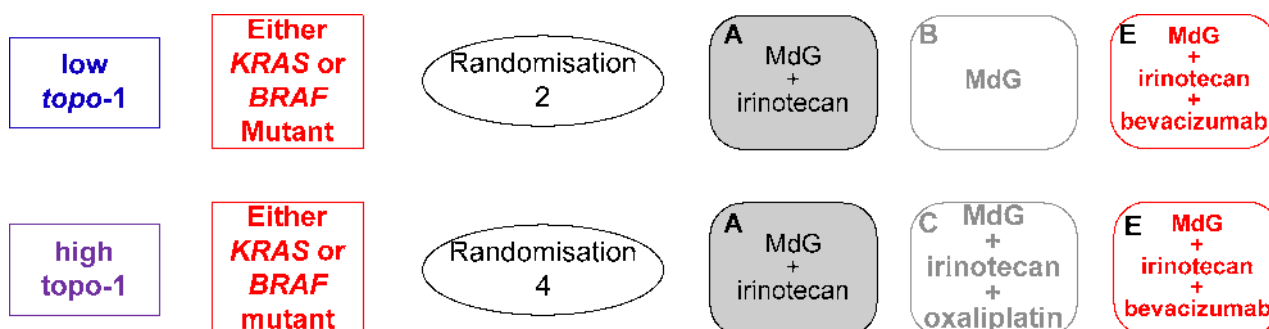 low
topo-1
Either
KRAS or
BRAF
Mutant
Randomisation
2
A
MdG
+
irinotecan
B
MdG
E
MdG
+
irinotecan
+
bevacizumab
high
topo-1
Either
KRAS or
BRAF
mutant
Randomisation
4
A
MdG
+
irinotecan
C
MdG
+
irinotecan
+
oxaliplatin
E
MdG
+
irinotecan
+
bevacizumab